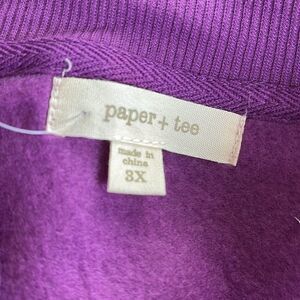 paper + tee
made in
china
3X